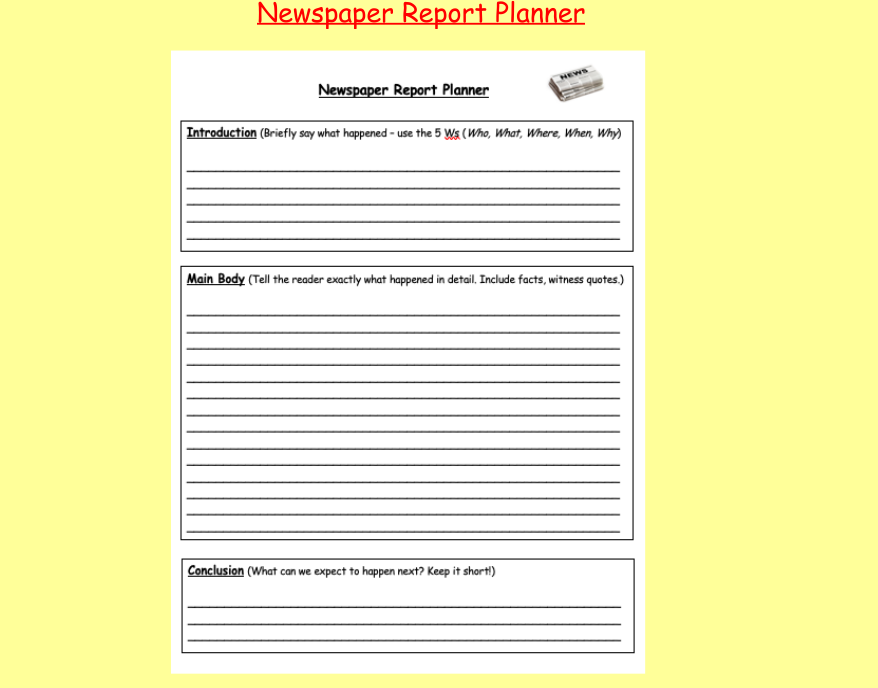 Newspaper Report Planner
Newspaper Report Planner
NEWS
Introduction (Briefly say what happened - use the 5 Ws (Who, What, Where, When, Why)
Main Body (Tell the reader exactly what happened in detail. Include facts, witness quotes.)
Conclusion (What can we expect to happen next? Keep it short!)